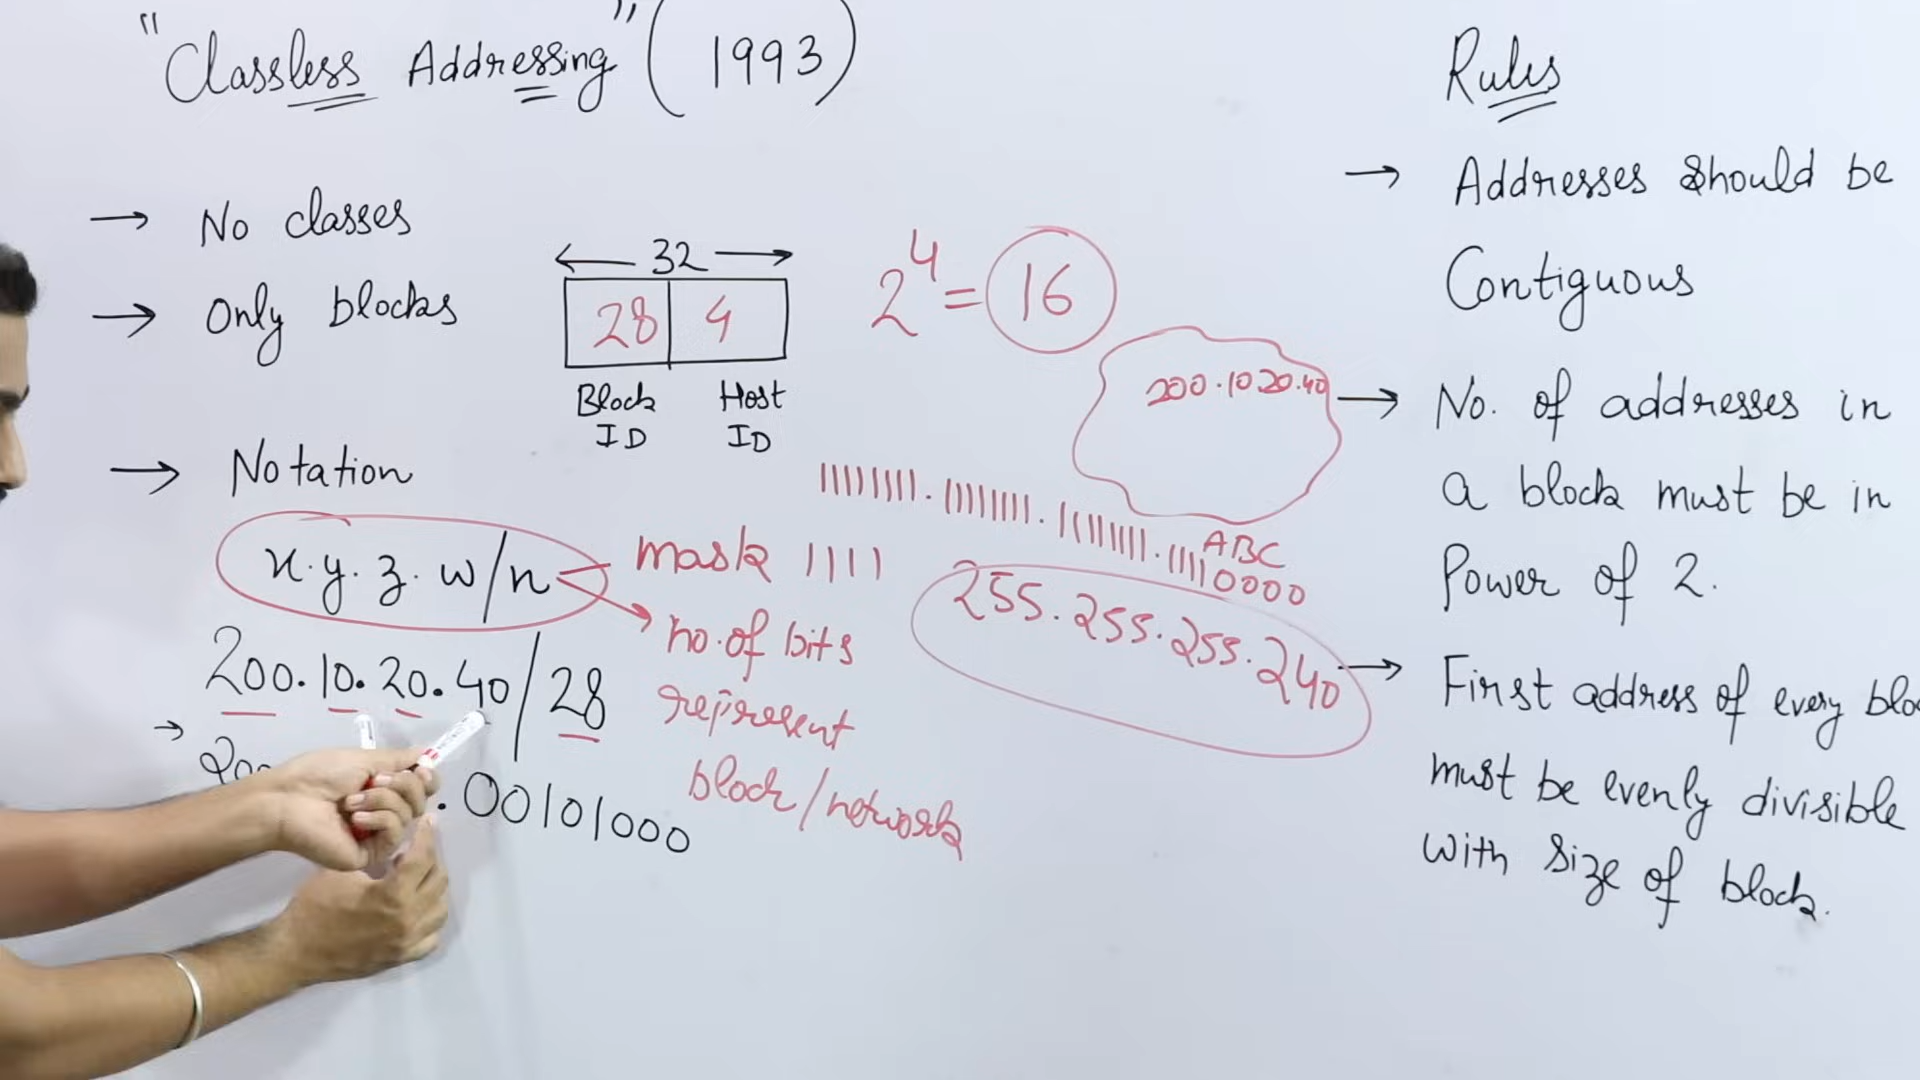 "Classless Addressing" (1993)
→ No classes
→ Only blocks
← 32 →
28 4
Block ID
Host ID
2^4 = 16
200.10.20.40
→ Notation
x.y.z.w/n
mask 1111
no. of bits
represent
block/network
11111111.11111111.11111111.11110000
ABC
255.255.255.240
200.10.20.40/28
→ 200
.00101000
Rules
→ Addresses should be
Contiguous
→ No. of addresses in
a block must be in
Power of 2.
→ First address of every
must be evenly divisible
with size of block.